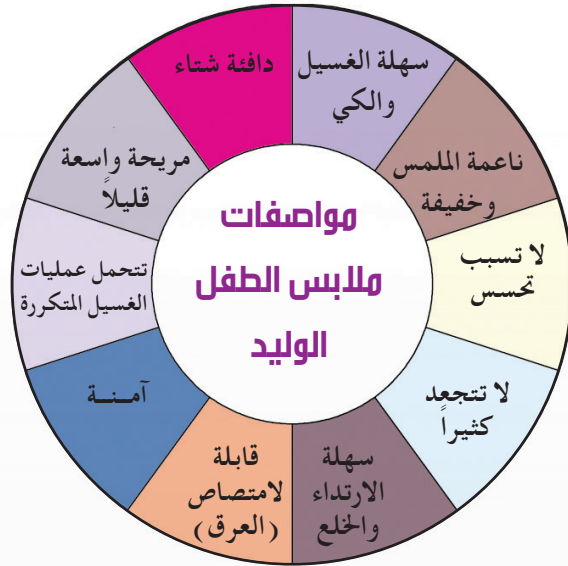 مواصفات
ملابس الطفل
الوليد
سهلة الغسيل
والكي
ناعمة الملمس
وخفيفة
لا تسبب
تحسس
لا تتجعد
كثيراً
سهلة
الارتداء
والخلع
قابلة
لامتصاص
(العرق)
آمـنـة
تتحمل عمليات
الغسيل المتكررة
مريحة واسعة
قليلاً
دافئة شتاء